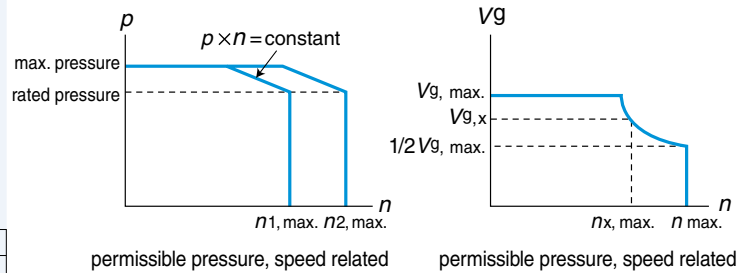 p
p × n = constant
max. pressure
rated pressure
n
n1, max. n2, max.
permissible pressure, speed related
Vg
Vg, max.
Vg,x
1/2 Vg, max.
n
nx, max. n max.
permissible pressure, speed related